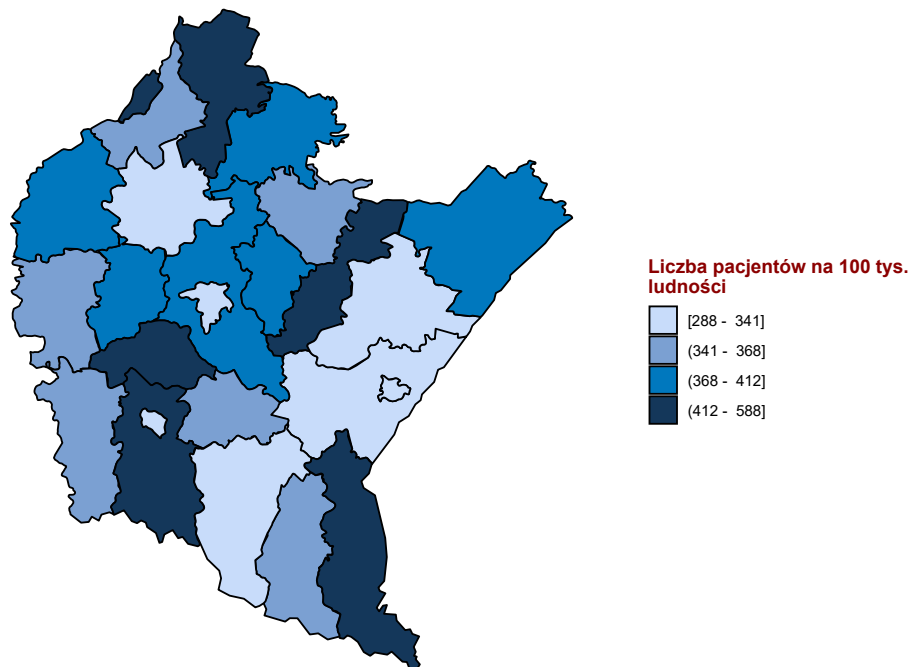 Liczba pacjentów na 100 tys.
ludności
[288 - 341]
(341 - 368]
(368 - 412]
(412 - 588]